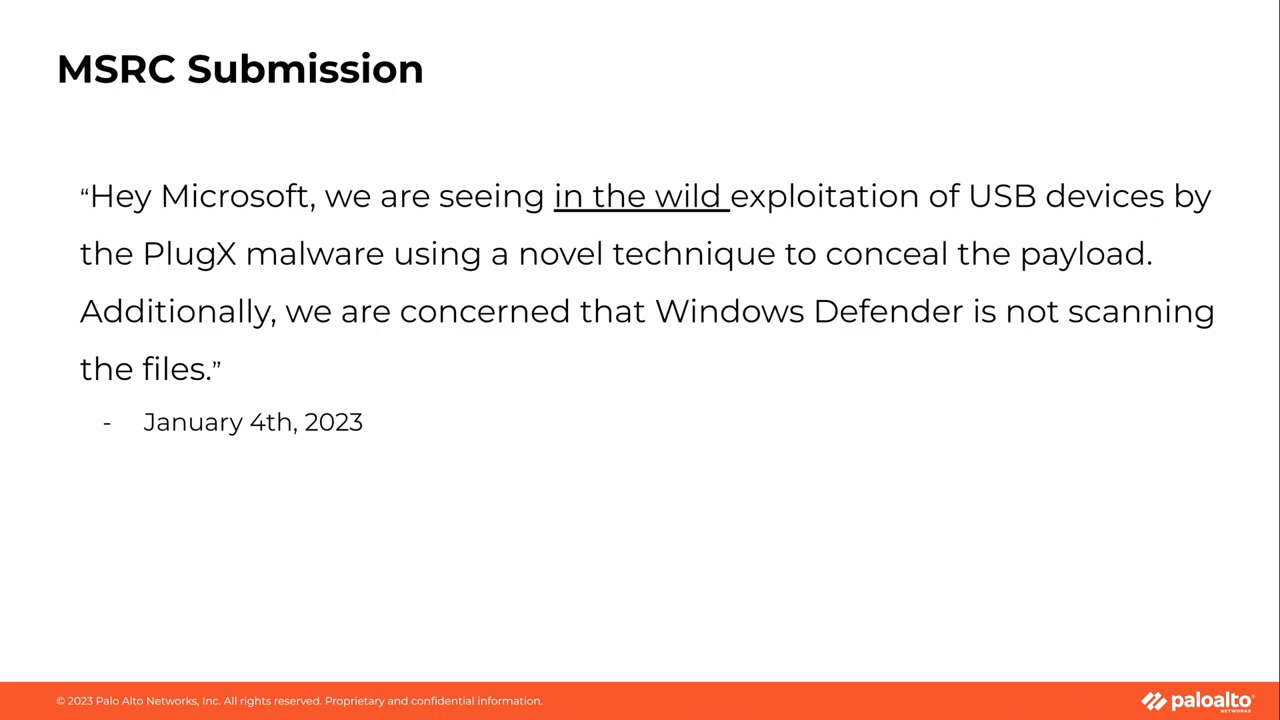 MSRC Submission
“Hey Microsoft, we are seeing in the wild exploitation of USB devices by
the PlugX malware using a novel technique to conceal the payload.
Additionally, we are concerned that Windows Defender is not scanning
the files.”
- January 4th, 2023
© 2023 Palo Alto Networks, Inc. All rights reserved. Proprietary and confidential information.
paloalto
NETWORKS